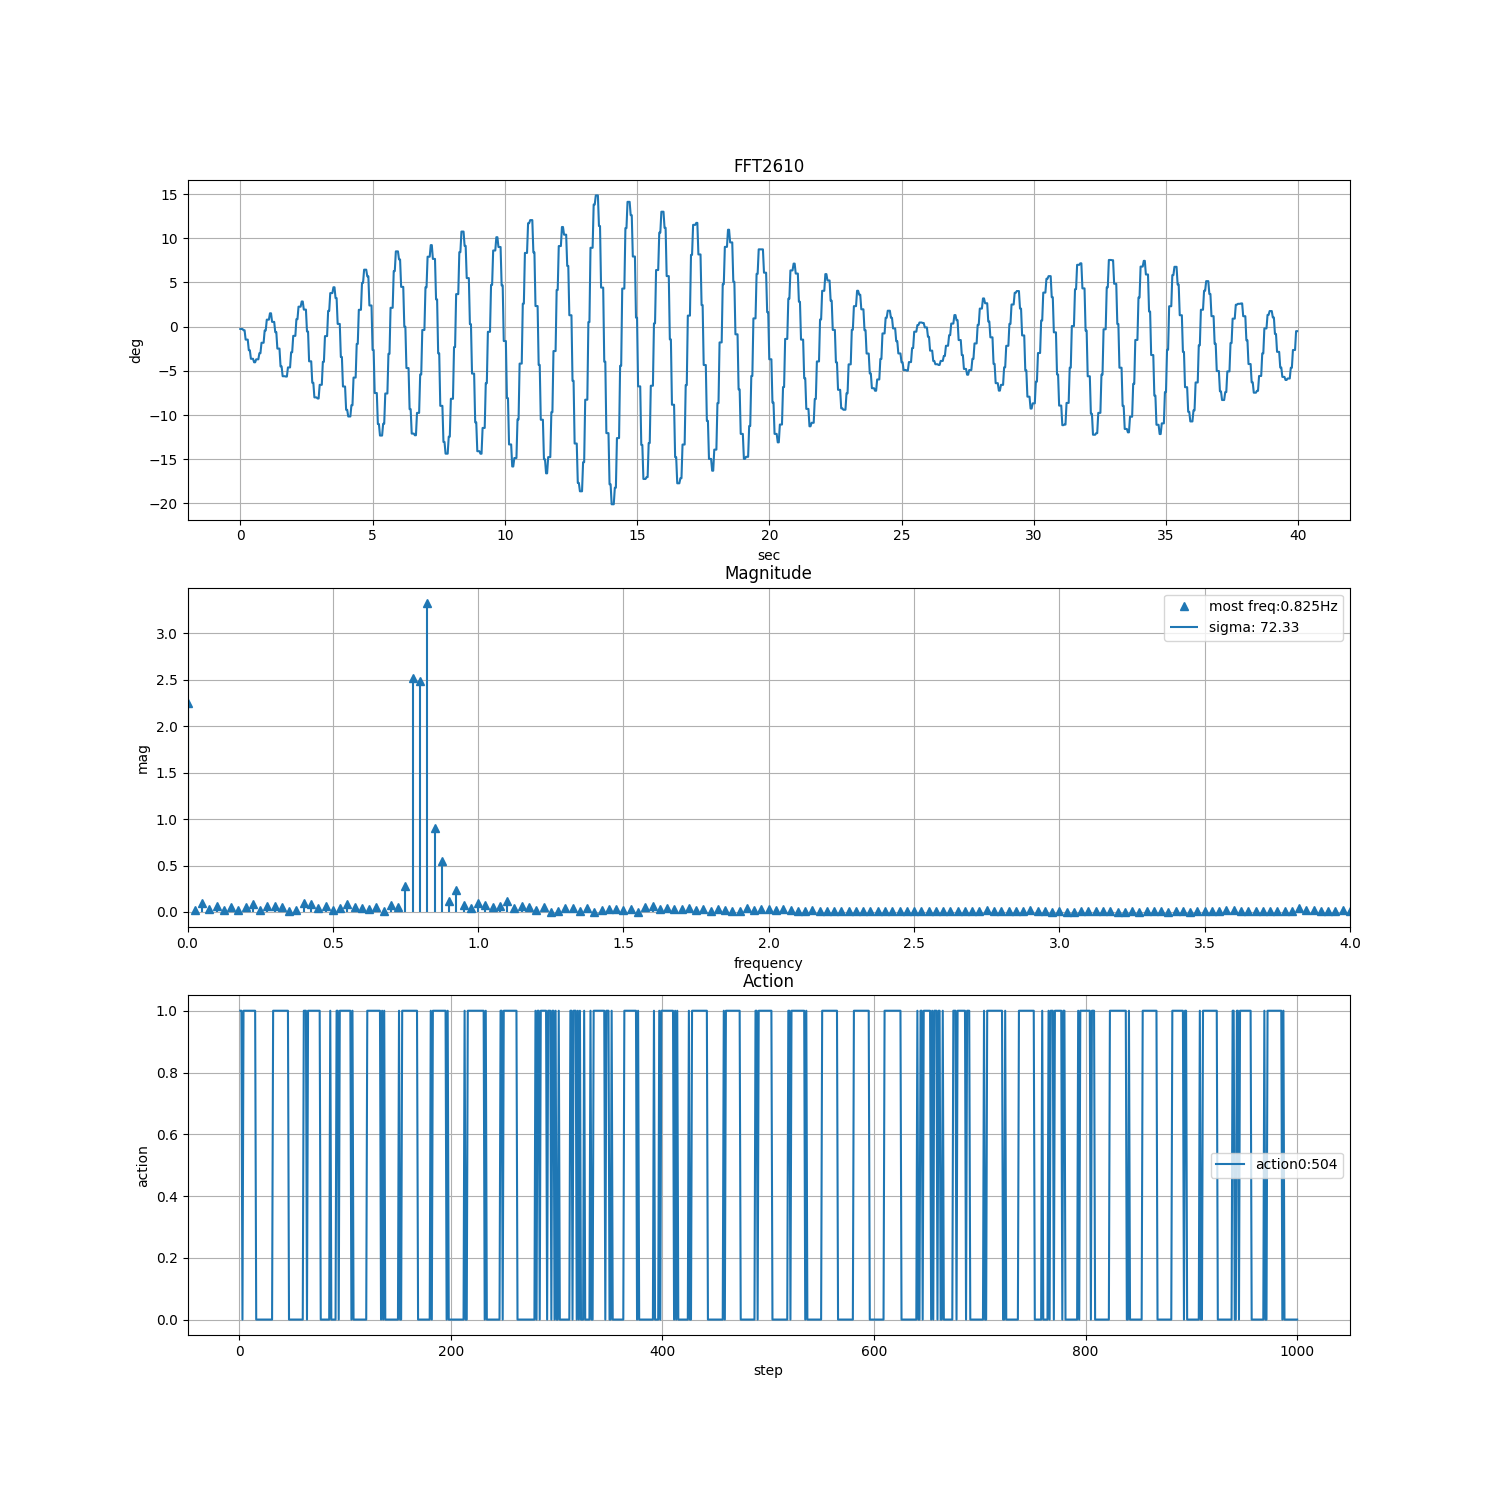 FFT2610
15
10
5
0
−5
−10
−15
−20
deg
0 5 10 15 20 25 30 35 40
sec
Magnitude
most freq:0.825Hz
sigma: 72.33
3.0
2.5
2.0
1.5
1.0
0.5
0.0
mag
0.0 0.5 1.0 1.5 2.0 2.5 3.0 3.5 4.0
frequency
Action
1.0
0.8
0.6
0.4
0.2
0.0
action
action0:504
0 200 400 600 800 1000
step